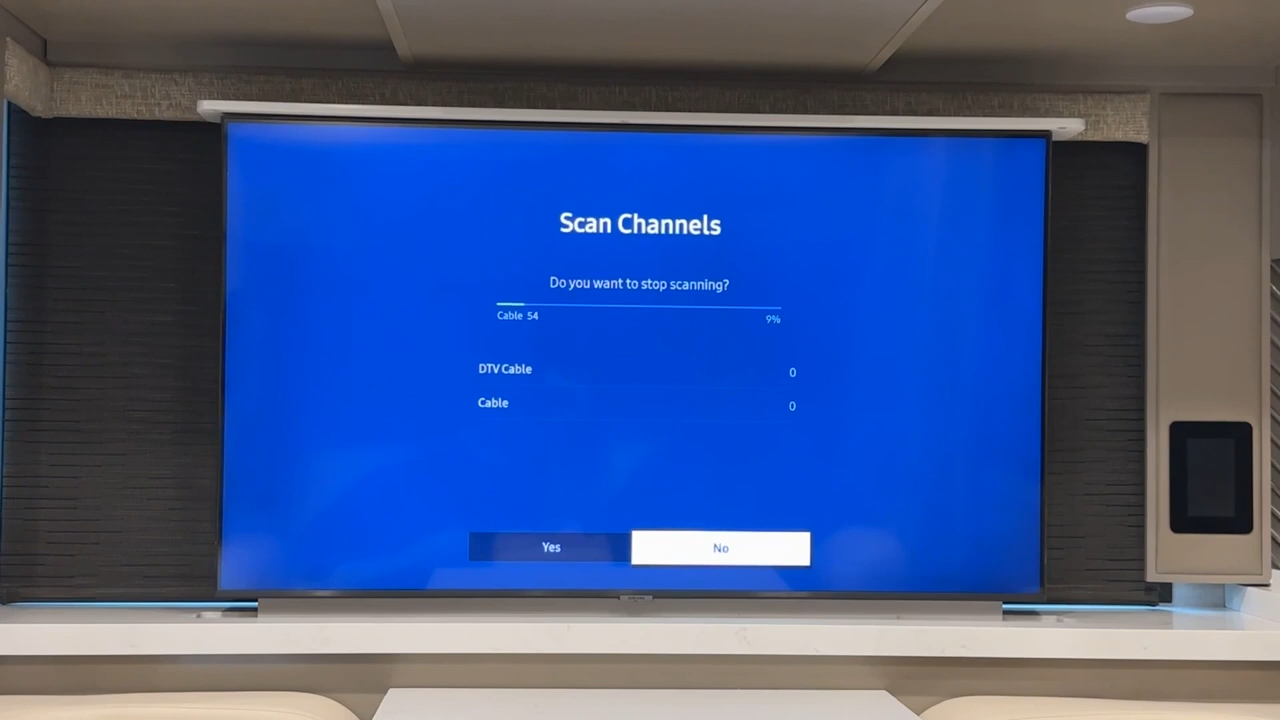 Scan Channels
Do you want to stop scanning?
Cable 54 9%
DTV Cable 0
Cable 0
Yes No